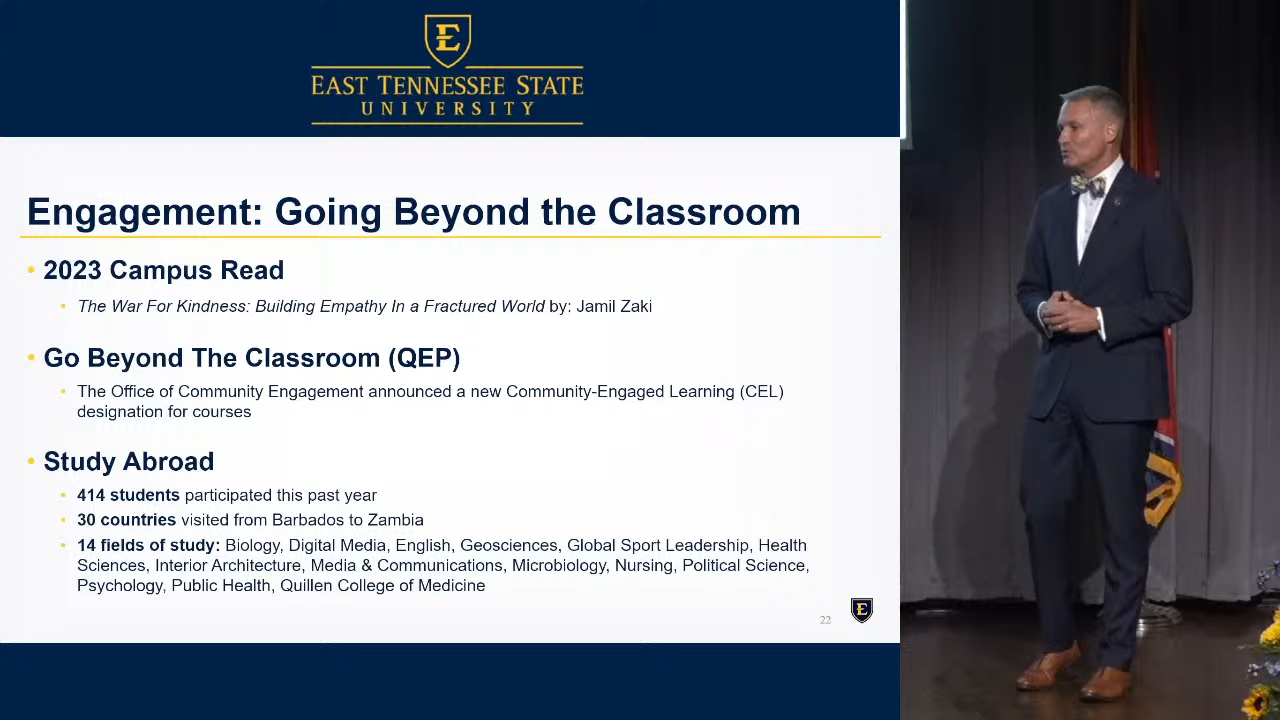 E
EAST TENNESSEE STATE
UNIVERSITY
Engagement: Going Beyond the Classroom
• 2023 Campus Read
• The War For Kindness: Building Empathy In a Fractured World by: Jamil Zaki
• Go Beyond The Classroom (QEP)
• The Office of Community Engagement announced a new Community-Engaged Learning (CEL)
designation for courses
• Study Abroad
• 414 students participated this past year
• 30 countries visited from Barbados to Zambia
• 14 fields of study: Biology, Digital Media, English, Geosciences, Global Sport Leadership, Health
Sciences, Interior Architecture, Media & Communications, Microbiology, Nursing, Political Science,
Psychology, Public Health, Quillen College of Medicine
22
E